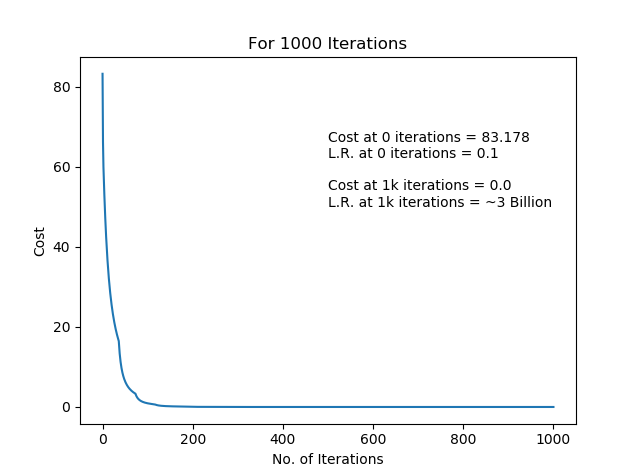 For 1000 Iterations
80
60
40
20
0
Cost
Cost at 0 iterations = 83.178
L.R. at 0 iterations = 0.1
Cost at 1k iterations = 0.0
L.R. at 1k iterations = ~3 Billion
0 200 400 600 800 1000
No. of Iterations